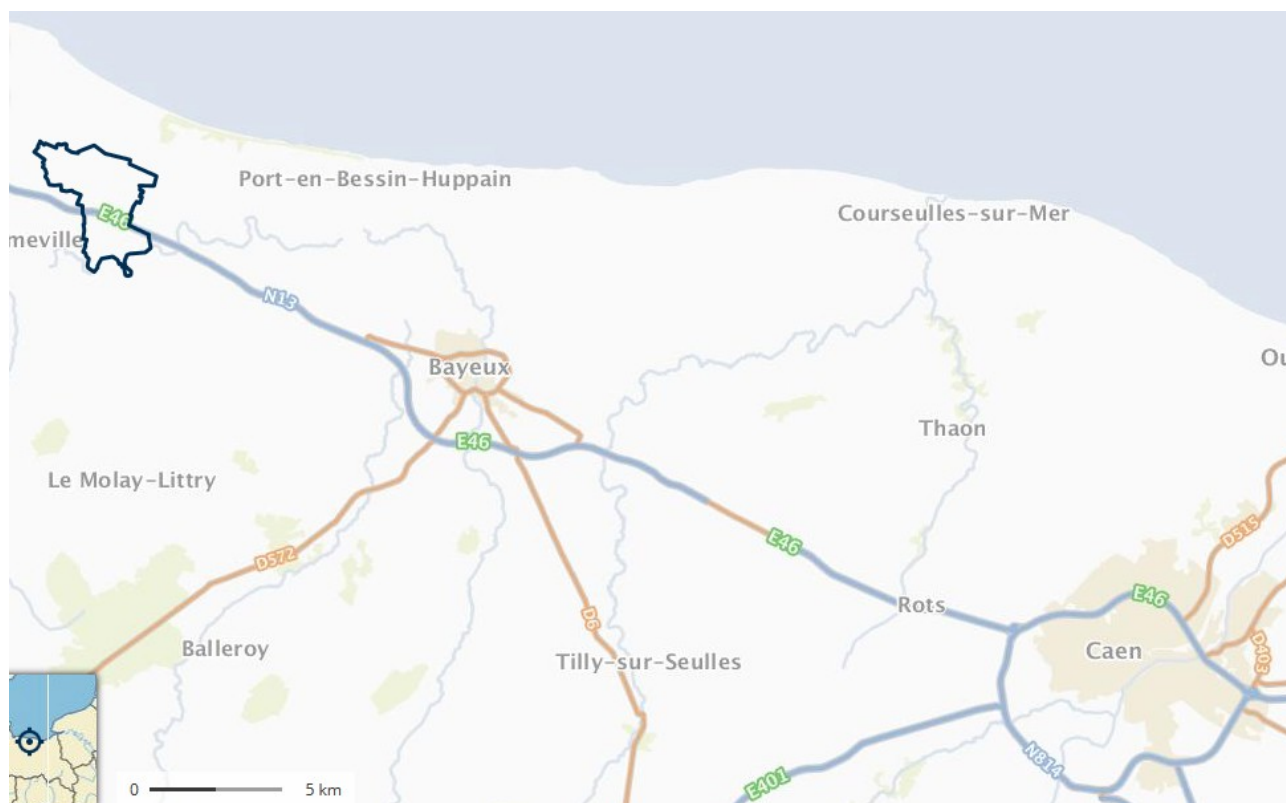 Port-en-Bessin-Huppain
Courseulles-sur-Mer
E46
meville
N13
Ou
Bayeux
Thaon
E46
Le Molay-Littry
D515
E46
D572
E46
Rots
D6
Caen
D403
Balleroy
Tilly-sur-Seulles
N814
E401
0 5 km